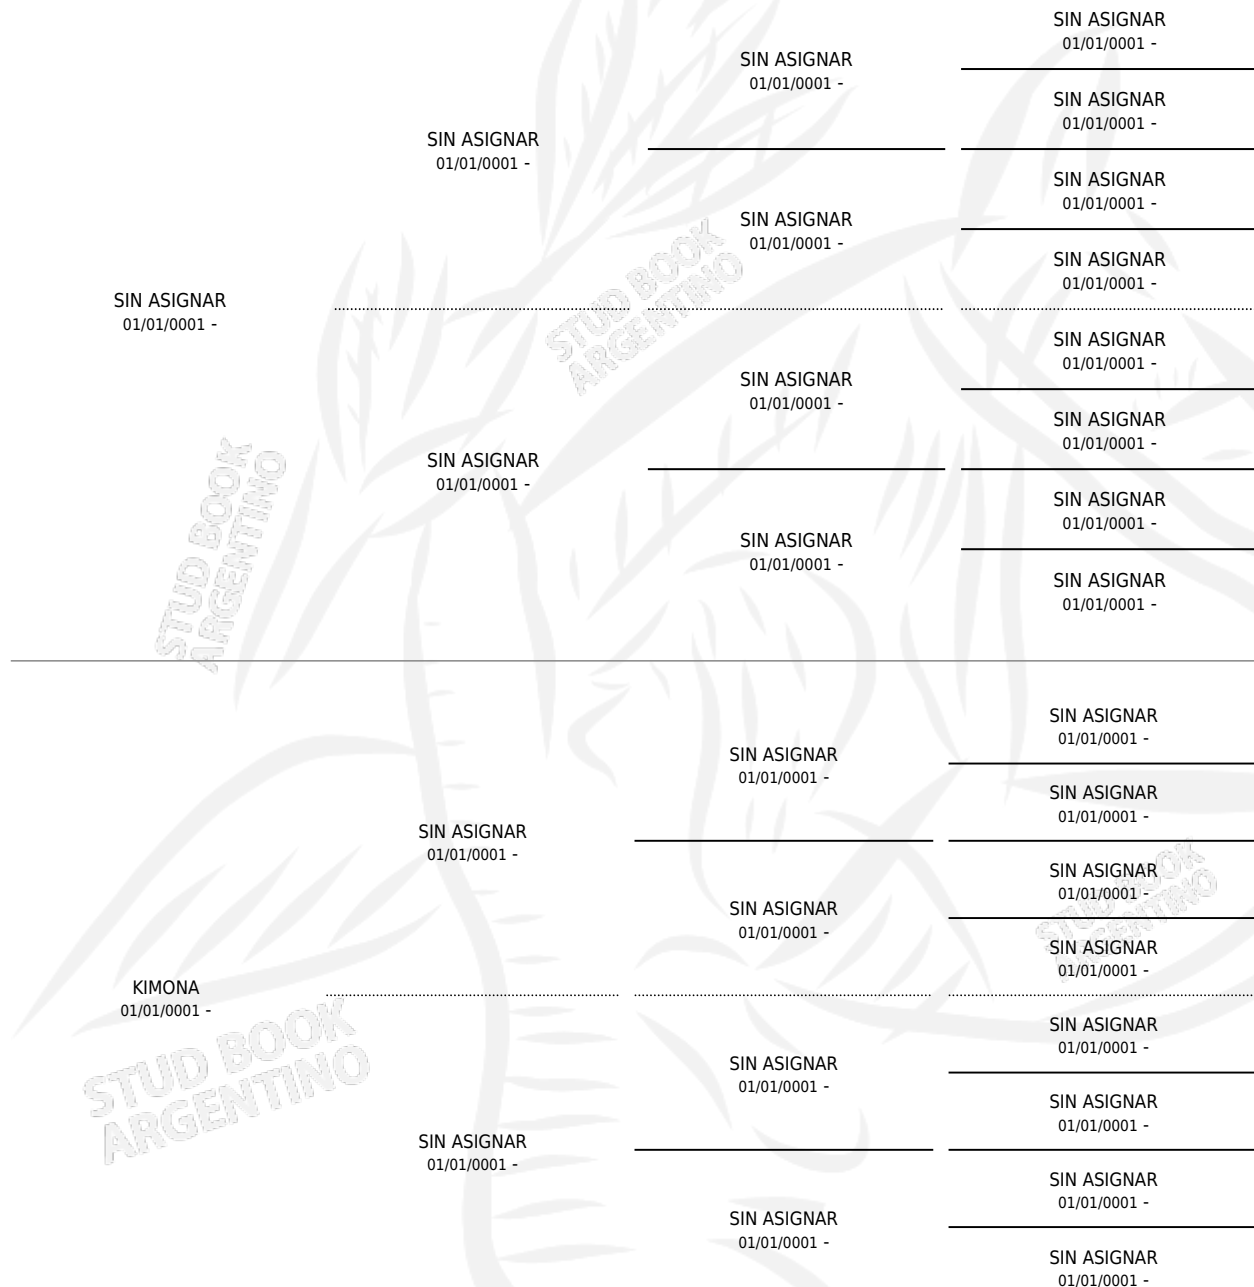 SIN ASIGNAR
01/01/0001 -
SIN ASIGNAR
01/01/0001 -
SIN ASIGNAR
01/01/0001 -
SIN ASIGNAR
01/01/0001 -
SIN ASIGNAR
01/01/0001 -
SIN ASIGNAR
01/01/0001 -
SIN ASIGNAR
01/01/0001 -
STUD BOOK
ARGENTINO
SIN ASIGNAR
01/01/0001 -
SIN ASIGNAR
01/01/0001 -
SIN ASIGNAR
01/01/0001 -
SIN ASIGNAR
01/01/0001 -
SIN ASIGNAR
01/01/0001 -
SIN ASIGNAR
01/01/0001 -
STUD BOOK
ARGENTINO
SIN ASIGNAR
01/01/0001 -
SIN ASIGNAR
01/01/0001 -
SIN ASIGNAR
01/01/0001 -
SIN ASIGNAR
01/01/0001 -
SIN ASIGNAR
01/01/0001 -
SIN ASIGNAR
01/01/0001 -
SIN ASIGNAR
01/01/0001 -
SIN ASIGNAR
01/01/0001 -
STUD BOOK
ARGENTINO
SIN ASIGNAR
01/01/0001 -
SIN ASIGNAR
01/01/0001 -
KIMONA
01/01/0001 -
STUD BOOK
ARGENTINO
SIN ASIGNAR
01/01/0001 -
SIN ASIGNAR
01/01/0001 -
SIN ASIGNAR
01/01/0001 -
SIN ASIGNAR
01/01/0001 -
SIN ASIGNAR
01/01/0001 -
SIN ASIGNAR
01/01/0001 -
SIN ASIGNAR
01/01/0001 -